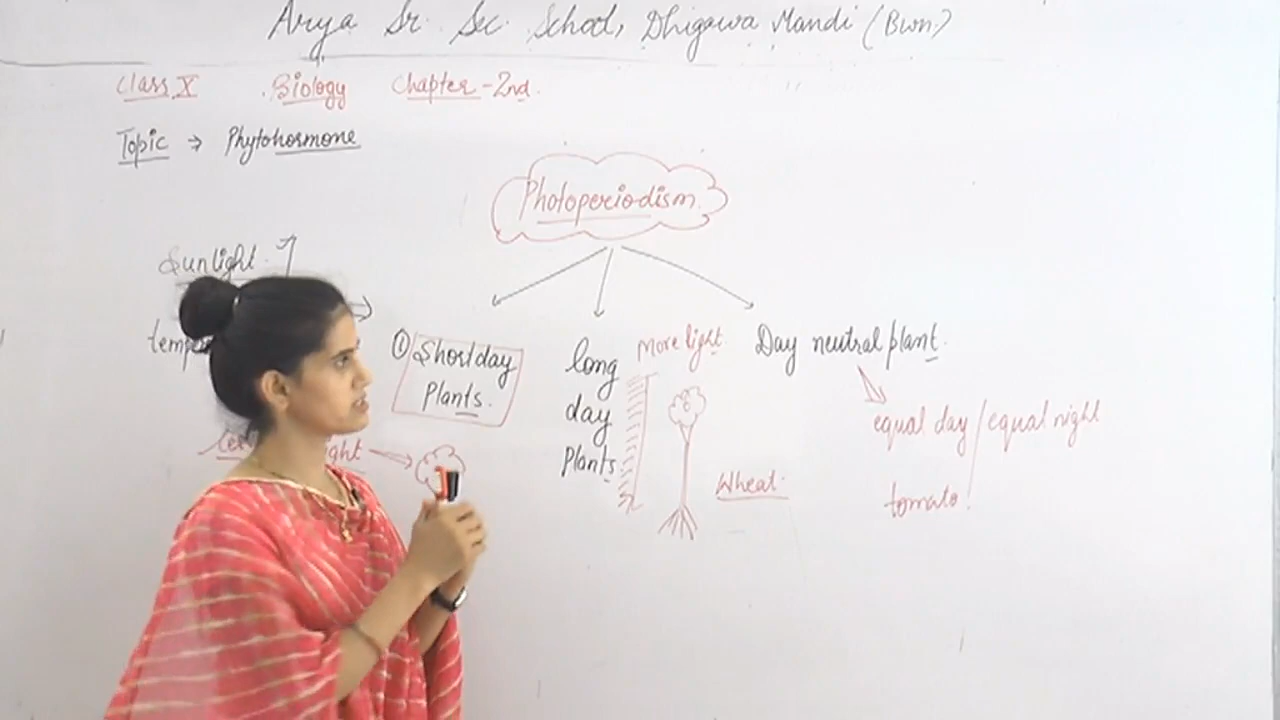 Arya Sr. Sec. School, Dhigawa Mandi (Bwn)
Class X Biology Chapter-2nd.
Topic → Phytohormone
Photoperiodism
Sunlight
① Shortday
Plants.
long
day
Plants.
More light
Wheat.
Day neutral plant.
equal day/equal night
tomato.